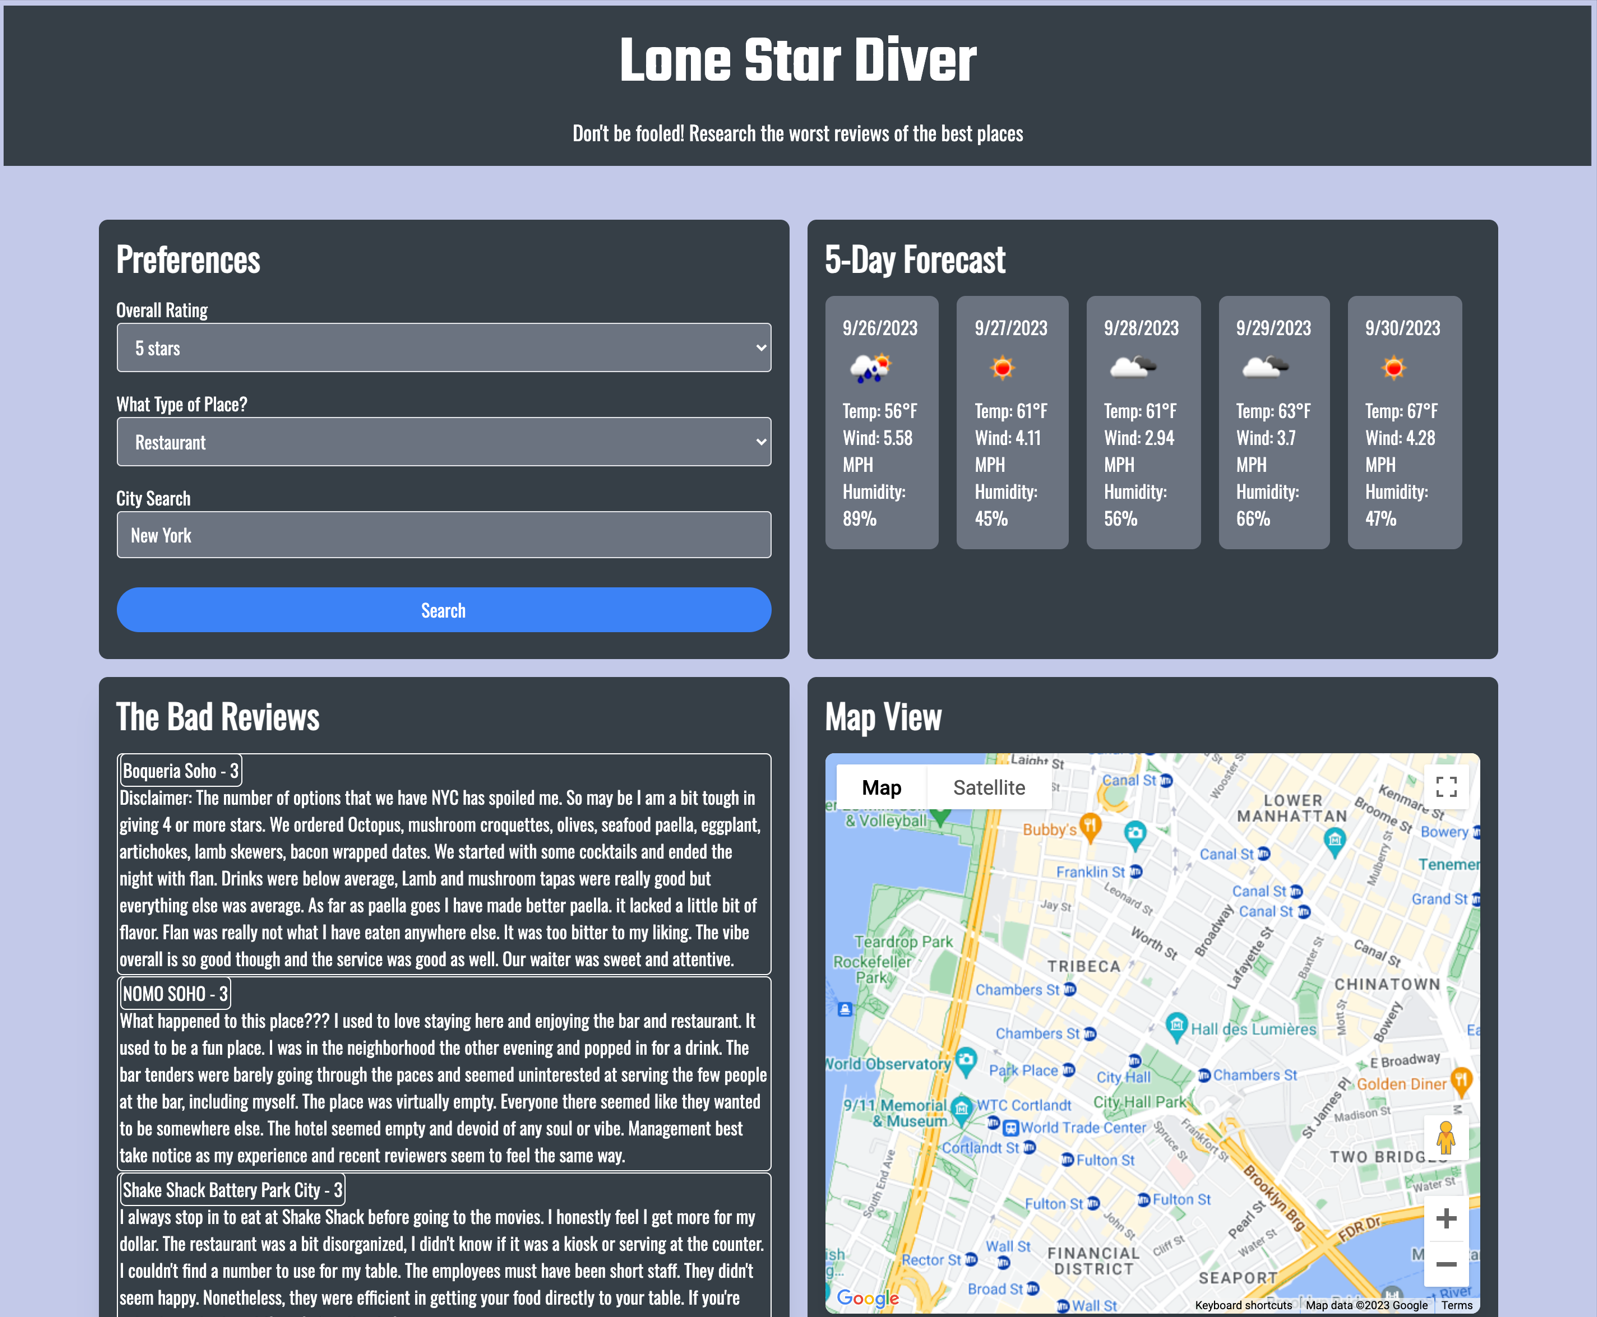 Lone Star Diver
Don't be fooled! Research the worst reviews of the best places
Preferences
Overall Rating
5 stars
What Type of Place?
Restaurant
City Search
New York
Search
5-Day Forecast
9/26/2023
Temp: 56°F
Wind: 5.58
MPH
Humidity:
89%
9/27/2023
Temp: 61°F
Wind: 4.11
MPH
Humidity:
45%
9/28/2023
Temp: 61°F
Wind: 2.94
MPH
Humidity:
56%
9/29/2023
Temp: 63°F
Wind: 3.7
MPH
Humidity:
66%
9/30/2023
Temp: 67°F
Wind: 4.28
MPH
Humidity:
47%
The Bad Reviews
Boqueria Soho - 3
Disclaimer: The number of options that we have NYC has spoiled me. So may be I am a bit tough in
giving 4 or more stars. We ordered Octopus, mushroom croquettes, olives, seafood paella, eggplant,
artichokes, lamb skewers, bacon wrapped dates. We started with some cocktails and ended the
night with flan. Drinks were below average, Lamb and mushroom tapas were really good but
everything else was average. As far as paella goes I have made better paella. it lacked a little bit of
flavor. Flan was really not what I have eaten anywhere else. It was too bitter to my liking. The vibe
overall is so good though and the service was good as well. Our waiter was sweet and attentive.
NOMO SOHO - 3
What happened to this place??? I used to love staying here and enjoying the bar and restaurant. It
used to be a fun place. I was in the neighborhood the other evening and popped in for a drink. The
bar tenders were barely going through the paces and seemed uninterested at serving the few people
at the bar, including myself. The place was virtually empty. Everyone there seemed like they wanted
to be somewhere else. The hotel seemed empty and devoid of any soul or vibe. Management best
take notice as my experience and recent reviewers seem to feel the same way.
Shake Shack Battery Park City - 3
I always stop in to eat at Shake Shack before going to the movies. I honestly feel I get more for my
dollar. The restaurant was a bit disorganized, I didn't know if it was a kiosk or serving at the counter.
I couldn't find a number to use for my table. The employees must have been short staff. They didn't
seem happy. Nonetheless, they were efficient in getting your food directly to your table. If you're
Map View
Map
Satellite
Laight St
Canal St
Wooster S
LOWER
MANHATTAN
Kenmare
Broome St
& Volleyball
Bubby's
Bowery
Canal St
Mulberry St
Tenemen
Franklin St
Canal St
Grand St
Leonard St
Canal St
Jay St
Broadway
Worth St
Lafayette St
Baxter St
Canal St
Teardrop Park
Rockefeller
Park
TRIBECA
CHINATOWN
Chambers St
Mott St
Bowery
Chambers St
Hall des Lumières
Ea
World Observatory
Park Place
City Hall
Chambers St
E Broadway
Golden Diner
9/11 Memorial
& Museum
WTC Cortlandt
City Hall Park
St James Pl
Madison St
World Trade Center
Spruce St
Frankfort St
Cortlandt St
Fulton St
TWO BRIDGES
South End Ave
Water St
Fulton St
Fulton St
Brooklyn Brg
John St
Pearl St
FDR Dr
Cliff St
Water St
Wall St
Rector St
FINANCIAL
DISTRICT
SEAPORT
Broad St
Wall St
Google
Keyboard shortcuts
Map data ©2023 Google
Terms